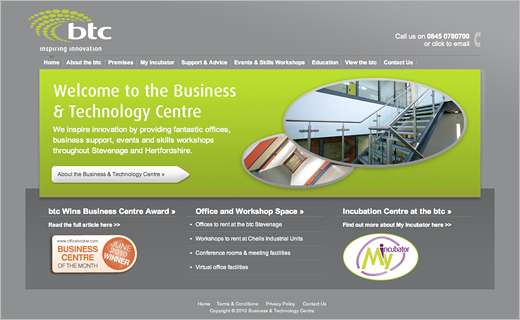 btc
inspiring innovation
Call us on 0845 0780700
or click to email
Home About the btc Premises My Incubator Support & Advice Events & Skills Workshops Education View the btc Contact Us
Welcome to the Business
& Technology Centre
We inspire innovation by providing fantastic offices,
business support, events and skills workshops
throughout Stevenage and Hertfordshire.
About the Business & Technology Centre »
btc Wins Business Centre Award »
Read the full article here >>
www.officebroker.com
BUSINESS
CENTRE
OF THE MONTH
JUNE
2010
WINNER
Office and Workshop Space »
• Offices to rent at the btc Stevenage
• Workshops to rent at Chells Industrial Units
• Conference rooms & meeting facilities
• Virtual office facilities
Incubation Centre at the btc »
Find out more about My Incubator here >>
My incubator
Home Terms & Conditions Privacy Policy Contact Us
Copyright © 2010 Business & Technology Centre